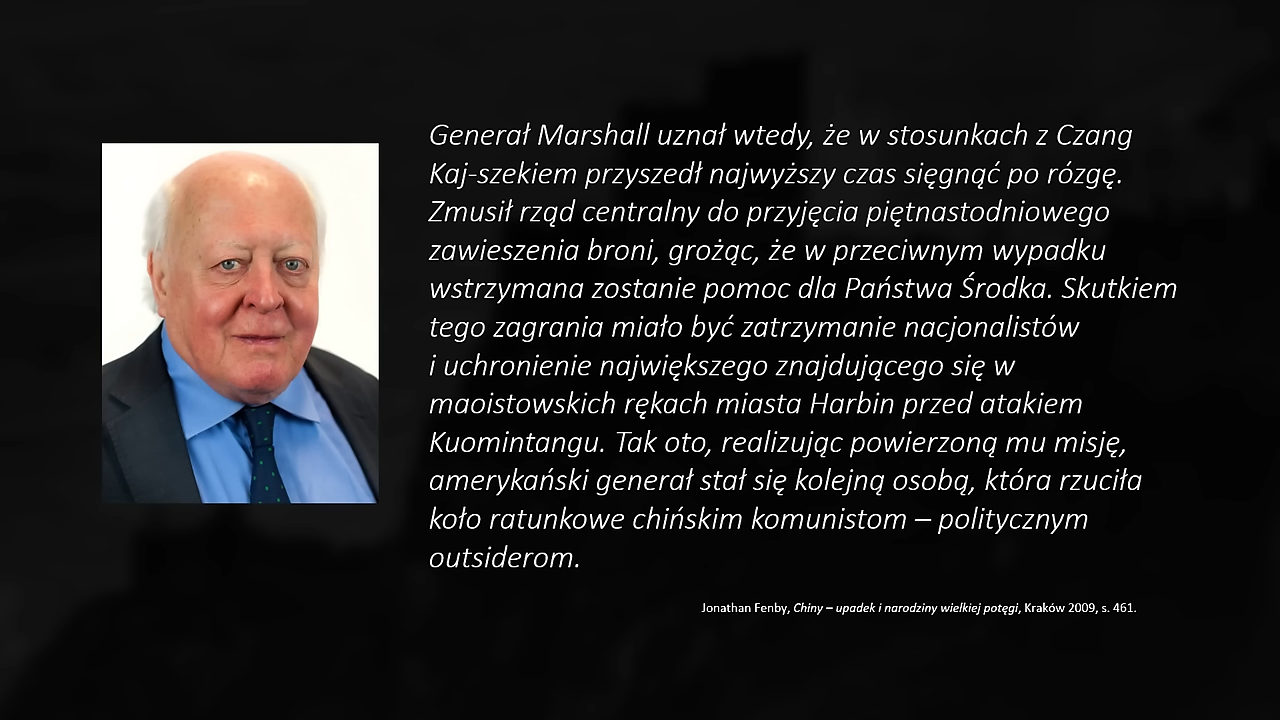 Generał Marshall uznał wtedy, że w stosunkach z Czang
Kaj-szekiem przyszedł najwyższy czas sięgnąć po rózgę.
Zmusił rząd centralny do przyjęcia piętnastodniowego
zawieszenia broni, grożąc, że w przeciwnym wypadku
wstrzymana zostanie pomoc dla Państwa Środka. Skutkiem
tego zagrania miało być zatrzymanie nacjonalistów
i uchronienie największego znajdującego się w
maoistowskich rękach miasta Harbin przed atakiem
Kuomintangu. Tak oto, realizując powierzoną mu misję,
amerykański generał stał się kolejną osobą, która rzuciła
koło ratunkowe chińskim komunistom – politycznym
outsiderom.
Jonathan Fenby, Chiny – upadek i narodziny wielkiej potęgi, Kraków 2009, s. 461.